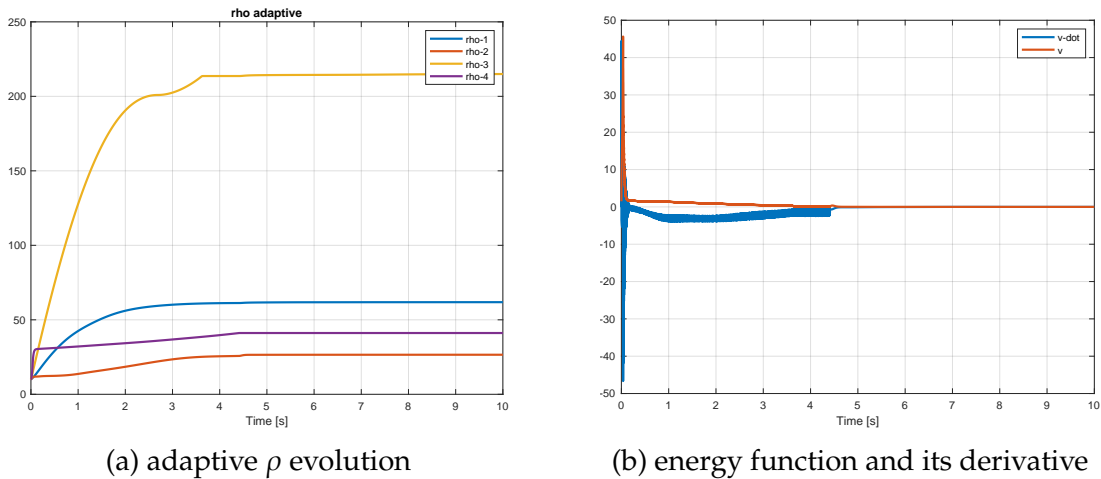 rho adaptive
250
200
150
100
50
0
rho-1
rho-2
rho-3
rho-4
0 1 2 3 4 5 6 7 8 9 10
Time [s]
(a) adaptive ρ evolution
50
40
30
20
10
0
-10
-20
-30
-40
-50
v-dot
v
0 1 2 3 4 5 6 7 8 9 10
Time [s]
(b) energy function and its derivative